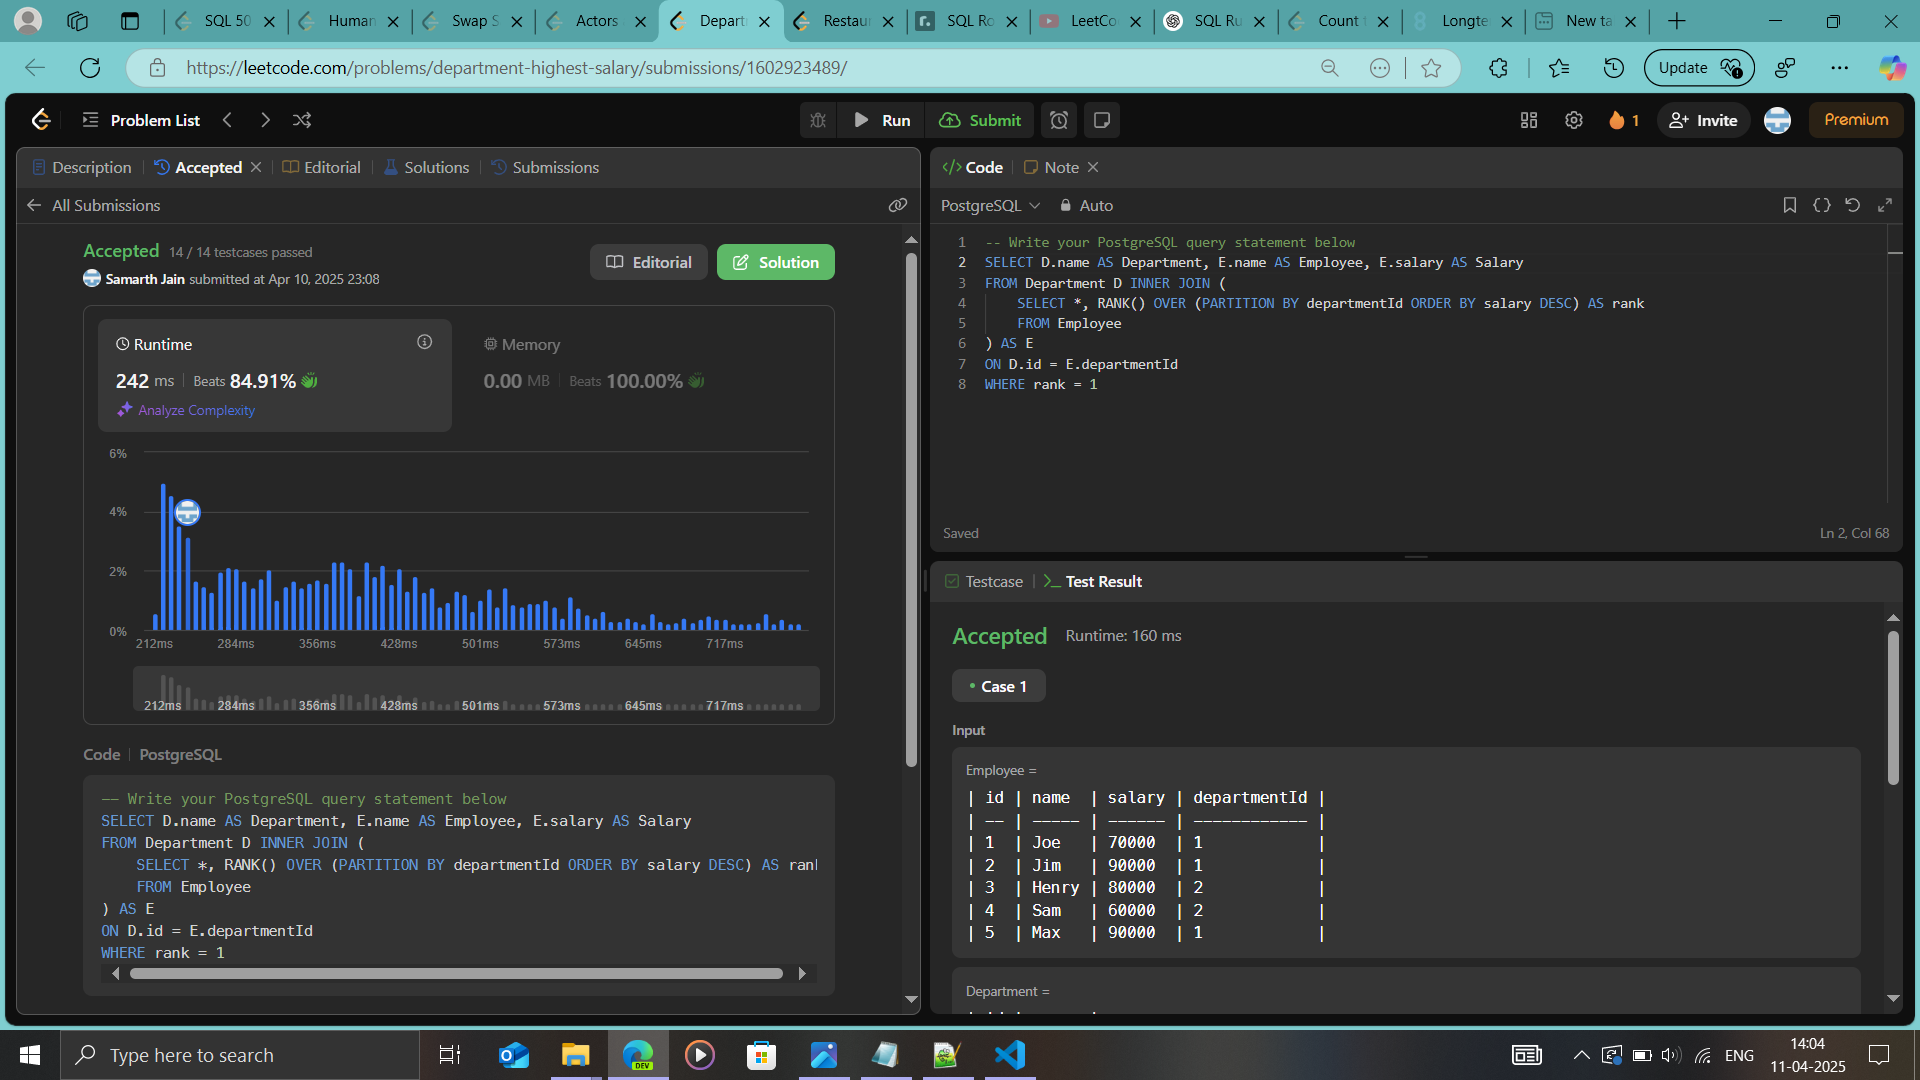 SQL 50
Human
Swap S
Actors
Depart
Restau
SQL Ro
LeetCo
SQL Ru
Count t
Longte
New ta
https://leetcode.com/problems/department-highest-salary/submissions/1602923489/
Update
Problem List
Run
Submit
1
Invite
Premium
Description
Accepted
Editorial
Solutions
Submissions
All Submissions
Accepted 14 / 14 testcases passed
Samarth Jain submitted at Apr 10, 2025 23:08
Editorial
Solution
Runtime
242 ms Beats 84.91%
Analyze Complexity
Memory
0.00 MB Beats 100.00%
6%
4%
2%
0%
212ms 284ms 356ms 428ms 501ms 573ms 645ms 717ms
212ms 284ms 356ms 428ms 501ms 573ms 645ms 717ms
Code PostgreSQL
-- Write your PostgreSQL query statement below
SELECT D.name AS Department, E.name AS Employee, E.salary AS Salary
FROM Department D INNER JOIN (
SELECT *, RANK() OVER (PARTITION BY departmentId ORDER BY salary DESC) AS rank
FROM Employee
) AS E
ON D.id = E.departmentId
WHERE rank = 1
Code
Note
PostgreSQL
Auto
1 -- Write your PostgreSQL query statement below
2 SELECT D.name AS Department, E.name AS Employee, E.salary AS Salary
3 FROM Department D INNER JOIN (
4 SELECT *, RANK() OVER (PARTITION BY departmentId ORDER BY salary DESC) AS rank
5 FROM Employee
6 ) AS E
7 ON D.id = E.departmentId
8 WHERE rank = 1
Saved
Ln 2, Col 68
Testcase
Test Result
Accepted Runtime: 160 ms
Case 1
Input
Employee =
| id | name | salary | departmentId |
| -- | ----- | ------ | ------------ |
| 1 | Joe | 70000 | 1 |
| 2 | Jim | 90000 | 1 |
| 3 | Henry | 80000 | 2 |
| 4 | Sam | 60000 | 2 |
| 5 | Max | 90000 | 1 |
Department =
Type here to search
DEV
ENG
14:04
11-04-2025